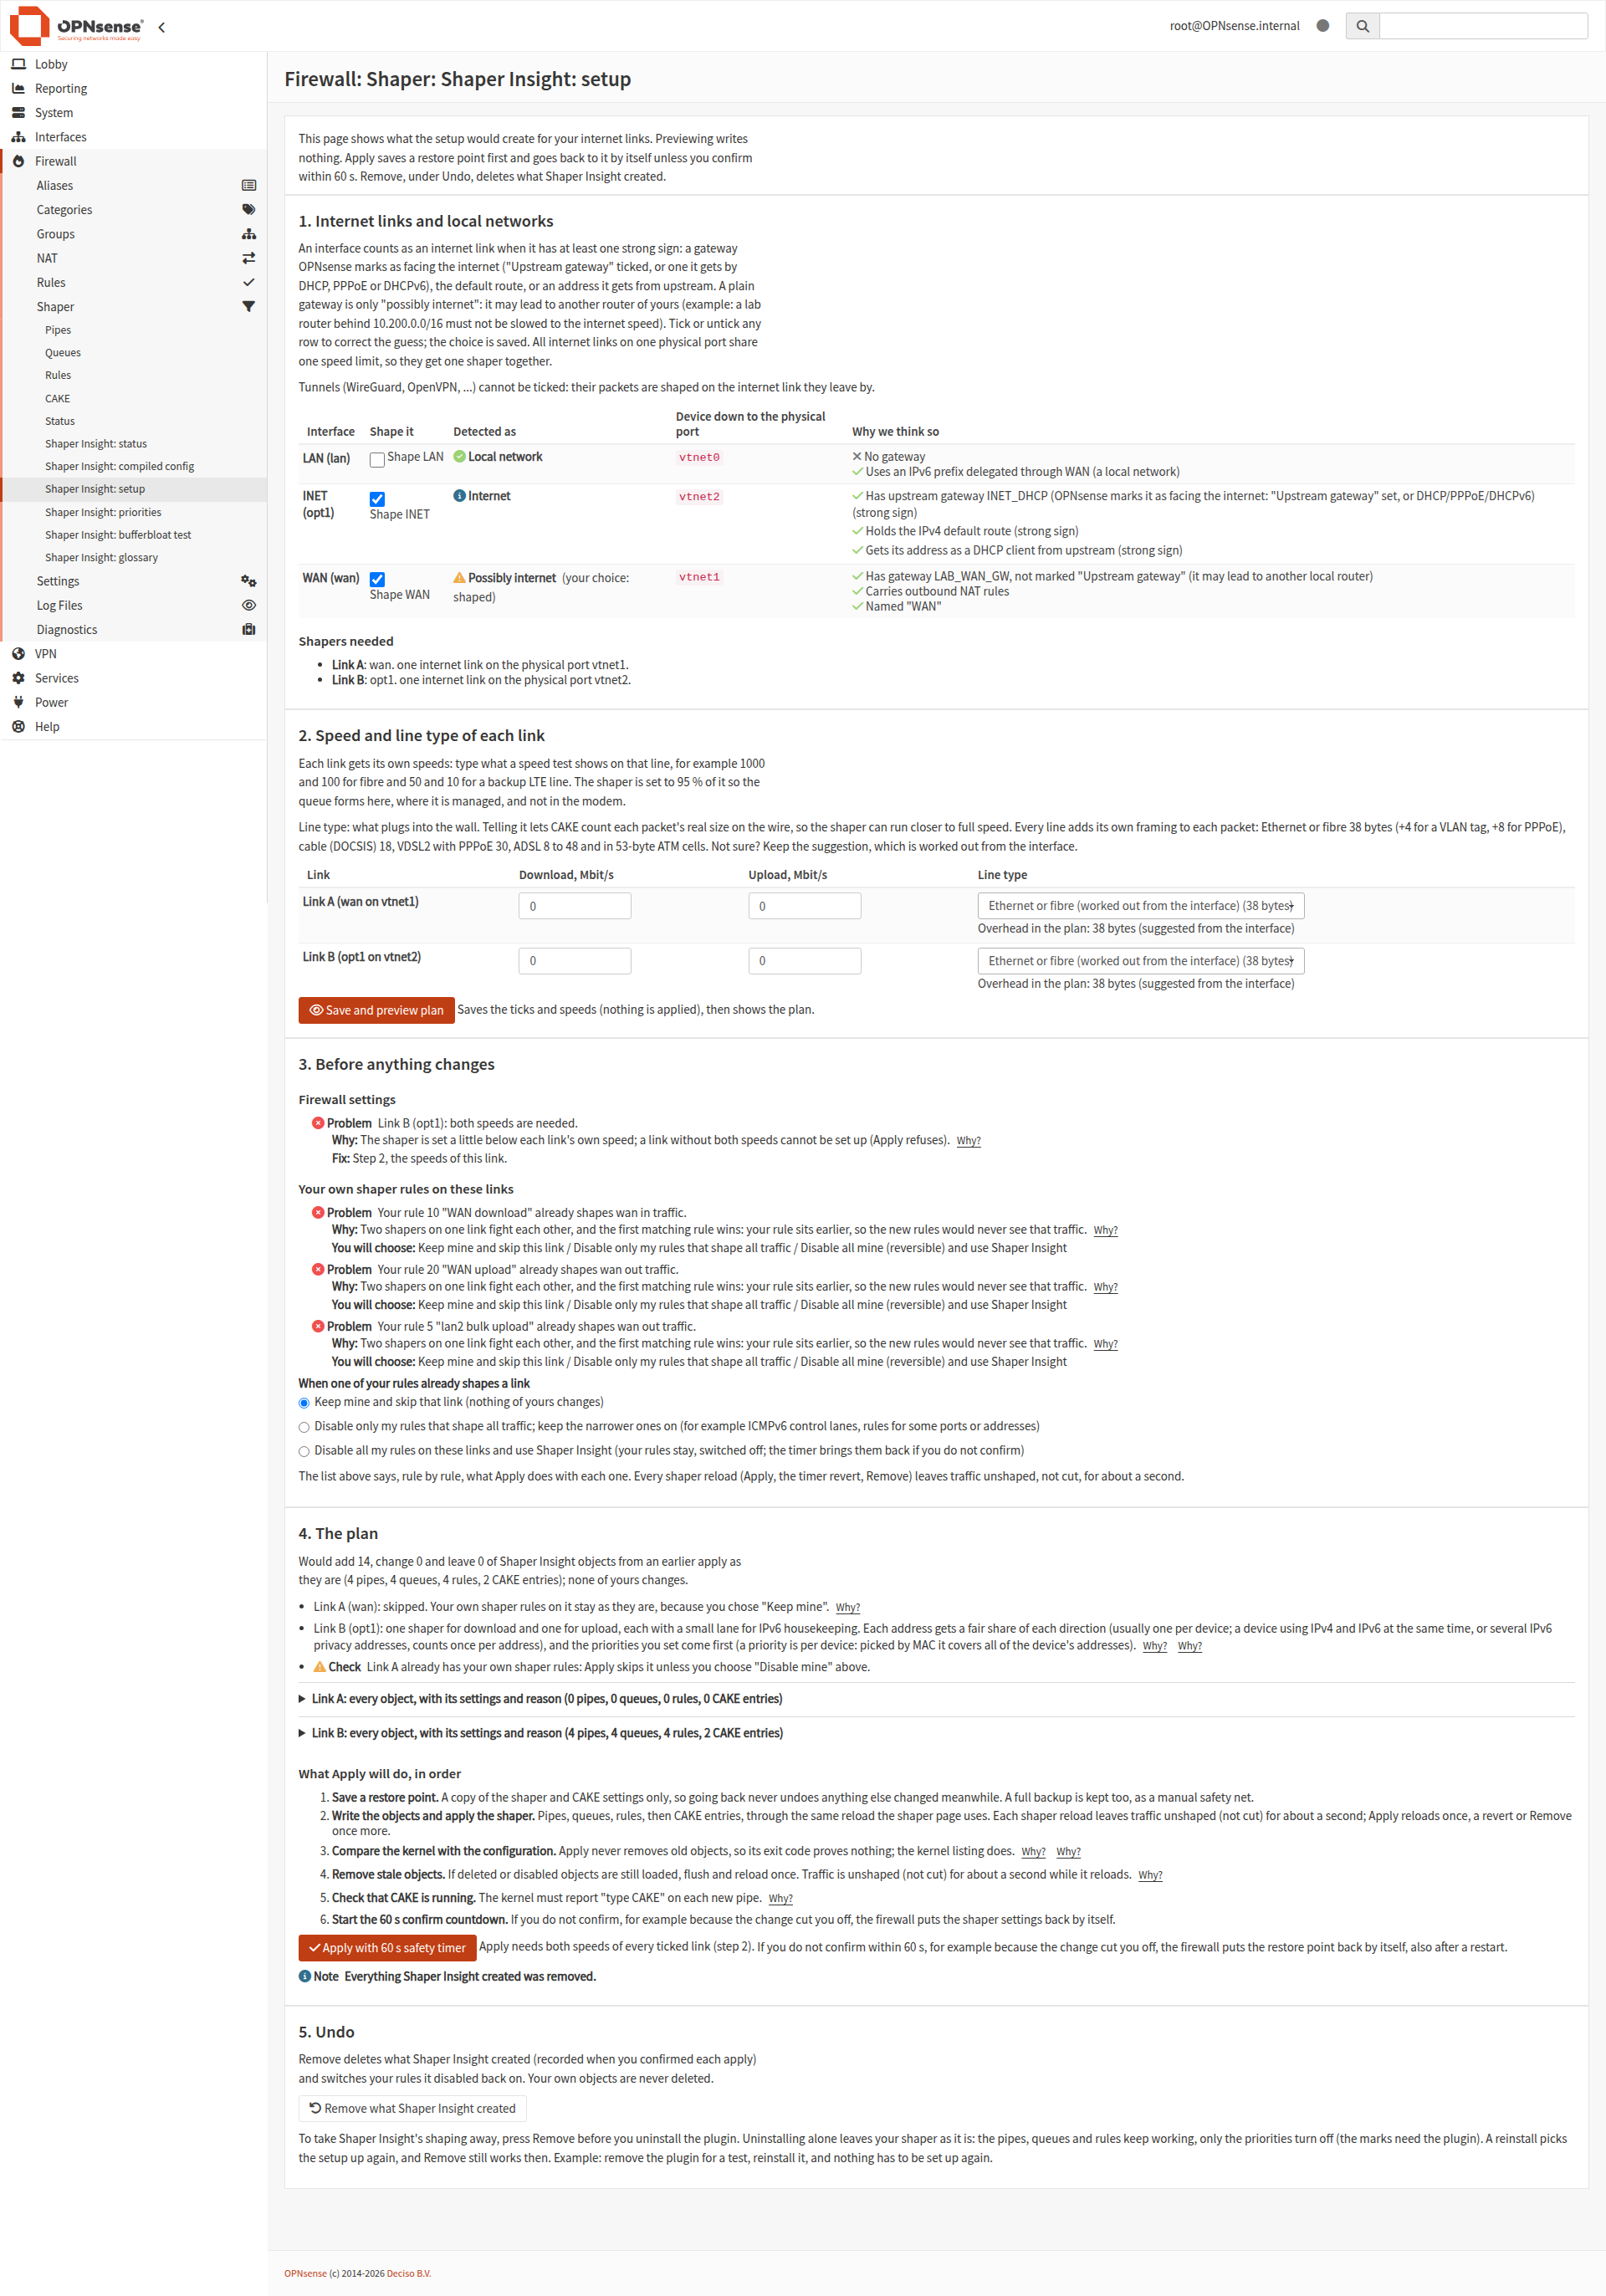 OPNsense®
Securing networks made easy
root@OPNsense.internal
Lobby
Reporting
System
Interfaces
Firewall
Aliases
Categories
Groups
NAT
Rules
Shaper
Pipes
Queues
Rules
CAKE
Status
Shaper Insight: status
Shaper Insight: compiled config
Shaper Insight: setup
Shaper Insight: priorities
Shaper Insight: bufferbloat test
Shaper Insight: glossary
Settings
Log Files
Diagnostics
VPN
Services
Power
Help
Firewall: Shaper: Shaper Insight: setup
This page shows what the setup would create for your internet links. Previewing writes
nothing. Apply saves a restore point first and goes back to it by itself unless you confirm
within 60 s. Remove, under Undo, deletes what Shaper Insight created.
1. Internet links and local networks
An interface counts as an internet link when it has at least one strong sign: a gateway
OPNsense marks as facing the internet ("Upstream gateway" ticked, or one it gets by
DHCP, PPPoE or DHCPv6), the default route, or an address it gets from upstream. A plain
gateway is only "possibly internet": it may lead to another router of yours (example: a lab
router behind 10.200.0.0/16 must not be slowed to the internet speed). Tick or untick any
row to correct the guess; the choice is saved. All internet links on one physical port share
one speed limit, so they get one shaper together.
Tunnels (WireGuard, OpenVPN, ...) cannot be ticked: their packets are shaped on the internet link they leave by.
Interface Shape it Detected as Device down to the physical port Why we think so
LAN (lan) Shape LAN Local network vtnet0 No gateway
Uses an IPv6 prefix delegated through WAN (a local network)
INET (opt1) Shape INET Internet vtnet2 Has upstream gateway INET_DHCP (OPNsense marks it as facing the internet: "Upstream gateway" set, or DHCP/PPPoE/DHCPv6)
(strong sign)
Holds the IPv4 default route (strong sign)
Gets its address as a DHCP client from upstream (strong sign)
WAN (wan) Shape WAN Possibly internet (your choice: shaped) vtnet1 Has gateway LAB_WAN_GW, not marked "Upstream gateway" (it may lead to another local router)
Carries outbound NAT rules
Named "WAN"
Shapers needed
Link A: wan. one internet link on the physical port vtnet1.
Link B: opt1. one internet link on the physical port vtnet2.
2. Speed and line type of each link
Each link gets its own speeds: type what a speed test shows on that line, for example 1000
and 100 for fibre and 50 and 10 for a backup LTE line. The shaper is set to 95 % of it so the
queue forms here, where it is managed, and not in the modem.
Line type: what plugs into the wall. Telling it lets CAKE count each packet's real size on the wire, so the shaper can run closer to full speed. Every line adds its own framing to each packet: Ethernet or fibre 38 bytes (+4 for a VLAN tag, +8 for PPPoE),
cable (DOCSIS) 18, VDSL2 with PPPoE 30, ADSL 8 to 48 and in 53-byte ATM cells. Not sure? Keep the suggestion, which is worked out from the interface.
Link Download, Mbit/s Upload, Mbit/s Line type
Link A (wan on vtnet1) 0 0 Ethernet or fibre (worked out from the interface) (38 bytes)
Overhead in the plan: 38 bytes (suggested from the interface)
Link B (opt1 on vtnet2) 0 0 Ethernet or fibre (worked out from the interface) (38 bytes)
Overhead in the plan: 38 bytes (suggested from the interface)
Save and preview plan Saves the ticks and speeds (nothing is applied), then shows the plan.
3. Before anything changes
Firewall settings
Problem Link B (opt1): both speeds are needed.
Why: The shaper is set a little below each link's own speed; a link without both speeds cannot be set up (Apply refuses). Why?
Fix: Step 2, the speeds of this link.
Your own shaper rules on these links
Problem Your rule 10 "WAN download" already shapes wan in traffic.
Why: Two shapers on one link fight each other, and the first matching rule wins: your rule sits earlier, so the new rules would never see that traffic. Why?
You will choose: Keep mine and skip this link / Disable only my rules that shape all traffic / Disable all mine (reversible) and use Shaper Insight
Problem Your rule 20 "WAN upload" already shapes wan out traffic.
Why: Two shapers on one link fight each other, and the first matching rule wins: your rule sits earlier, so the new rules would never see that traffic. Why?
You will choose: Keep mine and skip this link / Disable only my rules that shape all traffic / Disable all mine (reversible) and use Shaper Insight
Problem Your rule 5 "lan2 bulk upload" already shapes wan out traffic.
Why: Two shapers on one link fight each other, and the first matching rule wins: your rule sits earlier, so the new rules would never see that traffic. Why?
You will choose: Keep mine and skip this link / Disable only my rules that shape all traffic / Disable all mine (reversible) and use Shaper Insight
When one of your rules already shapes a link
Keep mine and skip that link (nothing of yours changes)
Disable only my rules that shape all traffic; keep the narrower ones on (for example ICMPv6 control lanes, rules for some ports or addresses)
Disable all my rules on these links and use Shaper Insight (your rules stay, switched off; the timer brings them back if you do not confirm)
The list above says, rule by rule, what Apply does with each one. Every shaper reload (Apply, the timer revert, Remove) leaves traffic unshaped, not cut, for about a second.
4. The plan
Would add 14, change 0 and leave 0 of Shaper Insight objects from an earlier apply as
they are (4 pipes, 4 queues, 4 rules, 2 CAKE entries); none of yours changes.
Link A (wan): skipped. Your own shaper rules on it stay as they are, because you chose "Keep mine". Why?
Link B (opt1): one shaper for download and one for upload, each with a small lane for IPv6 housekeeping. Each address gets a fair share of each direction (usually one per device; a device using IPv4 and IPv6 at the same time, or several IPv6
privacy addresses, counts once per address), and the priorities you set come first (a priority is per device: picked by MAC it covers all of the device's addresses). Why? Why?
Check Link A already has your own shaper rules: Apply skips it unless you choose "Disable mine" above.
Link A: every object, with its settings and reason (0 pipes, 0 queues, 0 rules, 0 CAKE entries)
Link B: every object, with its settings and reason (4 pipes, 4 queues, 4 rules, 2 CAKE entries)
What Apply will do, in order
1. Save a restore point. A copy of the shaper and CAKE settings only, so going back never undoes anything else changed meanwhile. A full backup is kept too, as a manual safety net.
2. Write the objects and apply the shaper. Pipes, queues, rules, then CAKE entries, through the same reload the shaper page uses. Each shaper reload leaves traffic unshaped (not cut) for about a second; Apply reloads once, a revert or Remove
once more.
3. Compare the kernel with the configuration. Apply never removes old objects, so its exit code proves nothing; the kernel listing does. Why? Why?
4. Remove stale objects. If deleted or disabled objects are still loaded, flush and reload once. Traffic is unshaped (not cut) for about a second while it reloads. Why?
5. Check that CAKE is running. The kernel must report "type CAKE" on each new pipe. Why?
6. Start the 60 s confirm countdown. If you do not confirm, for example because the change cut you off, the firewall puts the shaper settings back by itself.
Apply with 60 s safety timer Apply needs both speeds of every ticked link (step 2). If you do not confirm within 60 s, for example because the change cut you off, the firewall puts the restore point back by itself, also after a restart.
Note Everything Shaper Insight created was removed.
5. Undo
Remove deletes what Shaper Insight created (recorded when you confirmed each apply)
and switches your rules it disabled back on. Your own objects are never deleted.
Remove what Shaper Insight created
To take Shaper Insight's shaping away, press Remove before you uninstall the plugin. Uninstalling alone leaves your shaper as it is: the pipes, queues and rules keep working, only the priorities turn off (the marks need the plugin). A reinstall picks
the setup up again, and Remove still works then. Example: remove the plugin for a test, reinstall it, and nothing has to be set up again.
OPNsense (c) 2014-2026 Deciso B.V.